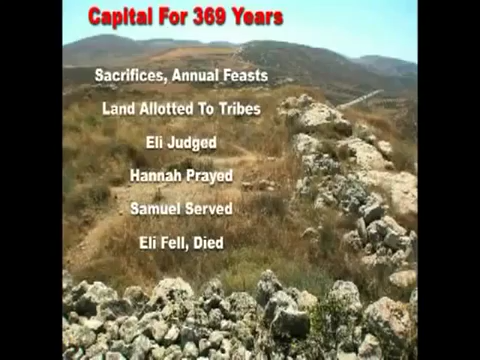 Capital For 369 Years
Sacrifices, Annual Feasts
Land Allotted To Tribes
Eli Judged
Hannah Prayed
Samuel Served
Eli Fell, Died